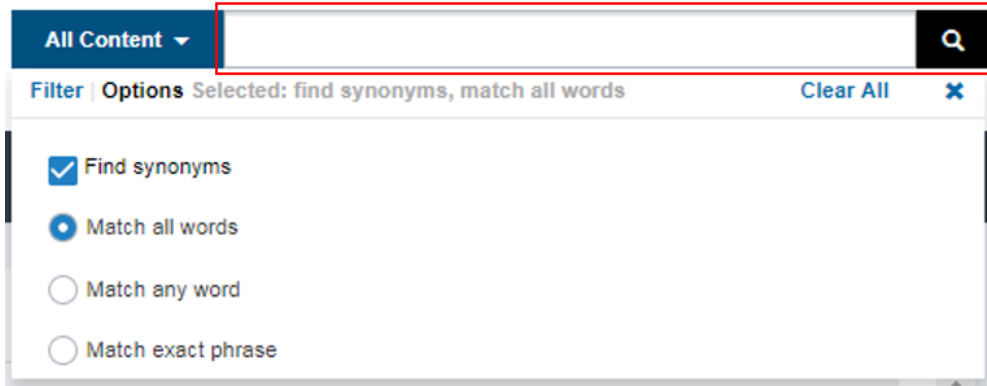 All Content
Filter | Options Selected: find synonyms, match all words Clear All
Find synonyms
Match all words
Match any word
Match exact phrase